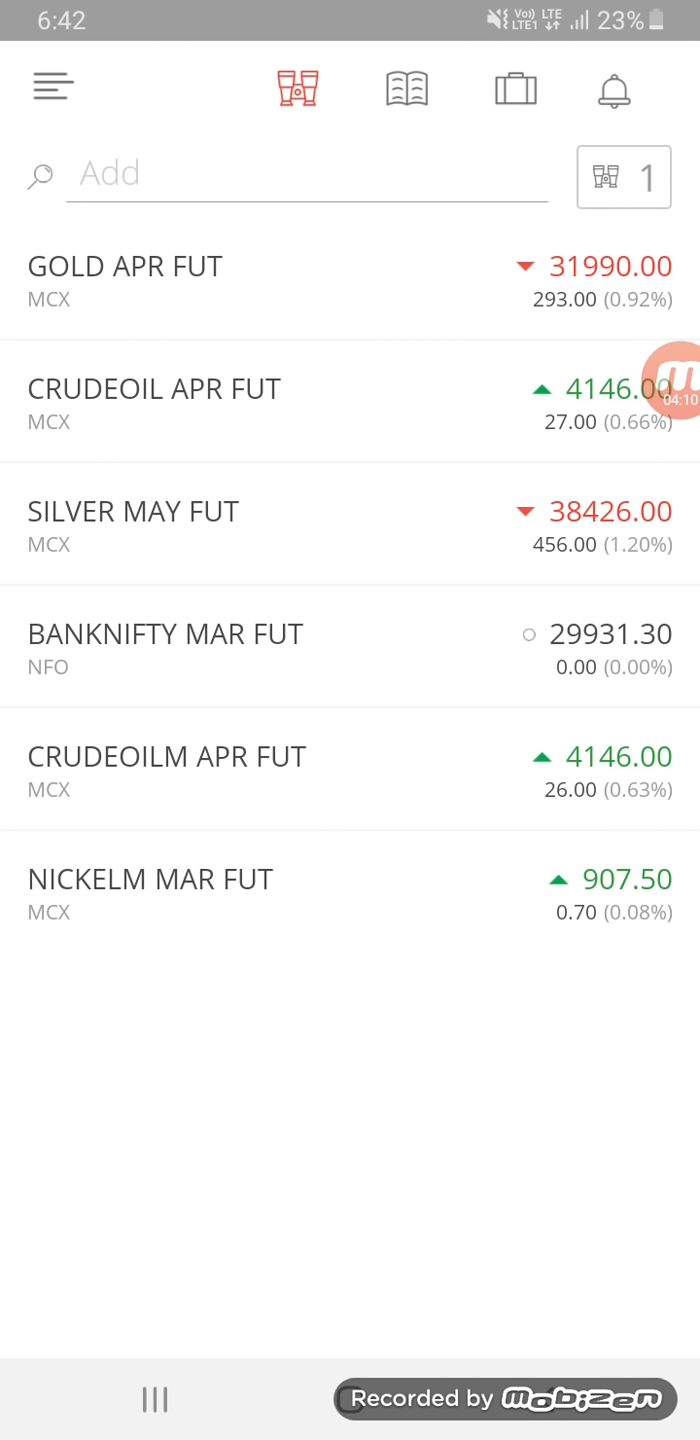 6:42
Vo)) LTE
LTE1
23%
Add
1
GOLD APR FUT
31990.00
MCX
293.00 (0.92%)
CRUDEOIL APR FUT
4146.00
04:10
MCX
27.00 (0.66%)
SILVER MAY FUT
38426.00
MCX
456.00 (1.20%)
BANKNIFTY MAR FUT
29931.30
NFO
0.00 (0.00%)
CRUDEOILM APR FUT
4146.00
MCX
26.00 (0.63%)
NICKELM MAR FUT
907.50
MCX
0.70 (0.08%)
Recorded by mobizen